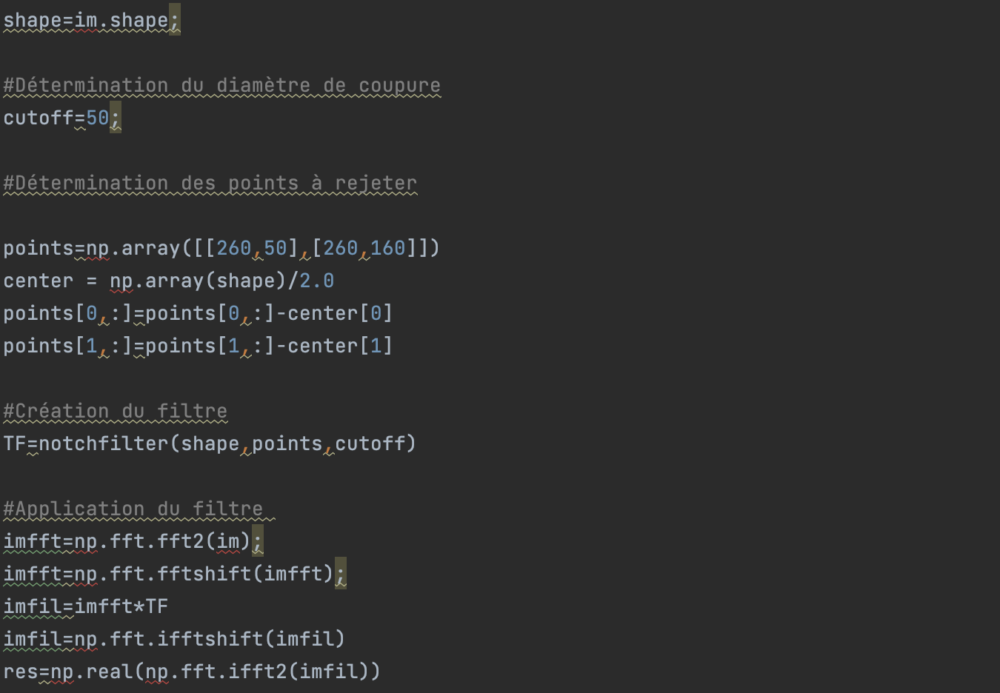 shape=im.shape;
#Détermination du diamètre de coupure
cutoff=50;
#Détermination des points à rejeter
points=np.array([[260,50],[260,160]])
center = np.array(shape)/2.0
points[0,:]=points[0,:]-center[0]
points[1,:]=points[1,:]-center[1]
#Création du filtre
TF=notchfilter(shape,points,cutoff)
#Application du filtre
imfft=np.fft.fft2(im);
imfft=np.fft.fftshift(imfft);
imfil=imfft*TF
imfil=np.fft.ifftshift(imfil)
res=np.real(np.fft.ifft2(imfil))